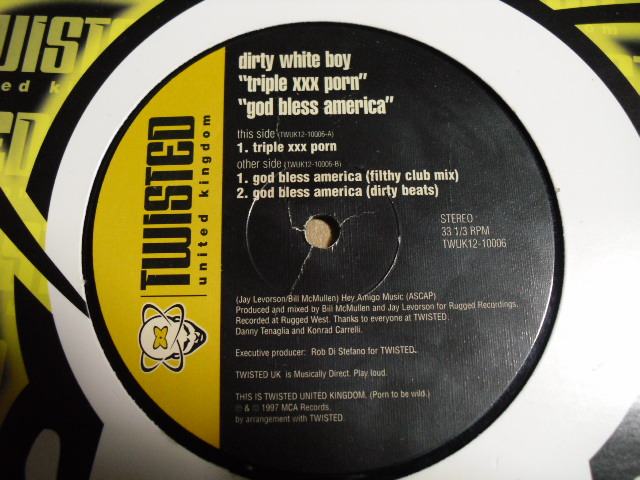 dirty white boy
"triple xxx porn"
"god bless america"
this side (TWUK12-10006-A)
1. triple xxx porn
other side (TWUK12-10006-B)
1. god bless america (filthy club mix)
2. god bless america (dirty beats)
STEREO
33 1/3 RPM
TWUK12-10006
TWISTED
united kingdom
(Jay Levorson/Bill McMullen) Hey Amigo Music (ASCAP)
Produced and mixed by Bill McMullen and Jay Levorson for Rugged Recordings.
Recorded at Rugged West. Thanks to everyone at TWISTED.
Danny Tenaglia and Konrad Carrelli.
Executive producer: Rob Di Stefano for TWISTED.
TWISTED UK is Musically Direct. Play loud.
THIS IS TWISTED UNITED KINGDOM. (Porn to be wild.)
℗ & © 1997 MCA Records.
by arrangement with TWISTED.